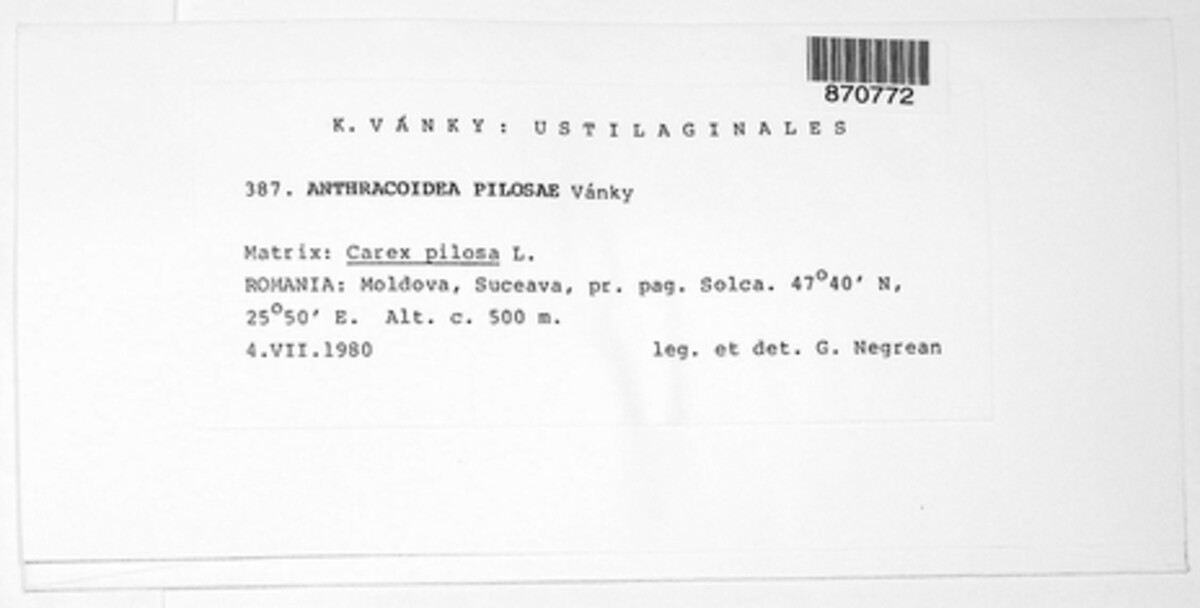 870772
K. VÁNKY: USTILAGINALES
387. ANTHRACOIDEA PILOSAE Vánky
Matrix: Carex pilosa L.
ROMANIA: Moldova, Suceava, pr. pag. Solca. 47°40' N,
25°50' E. Alt. c. 500 m.
4.VII.1980 leg. et det. G. Negrean